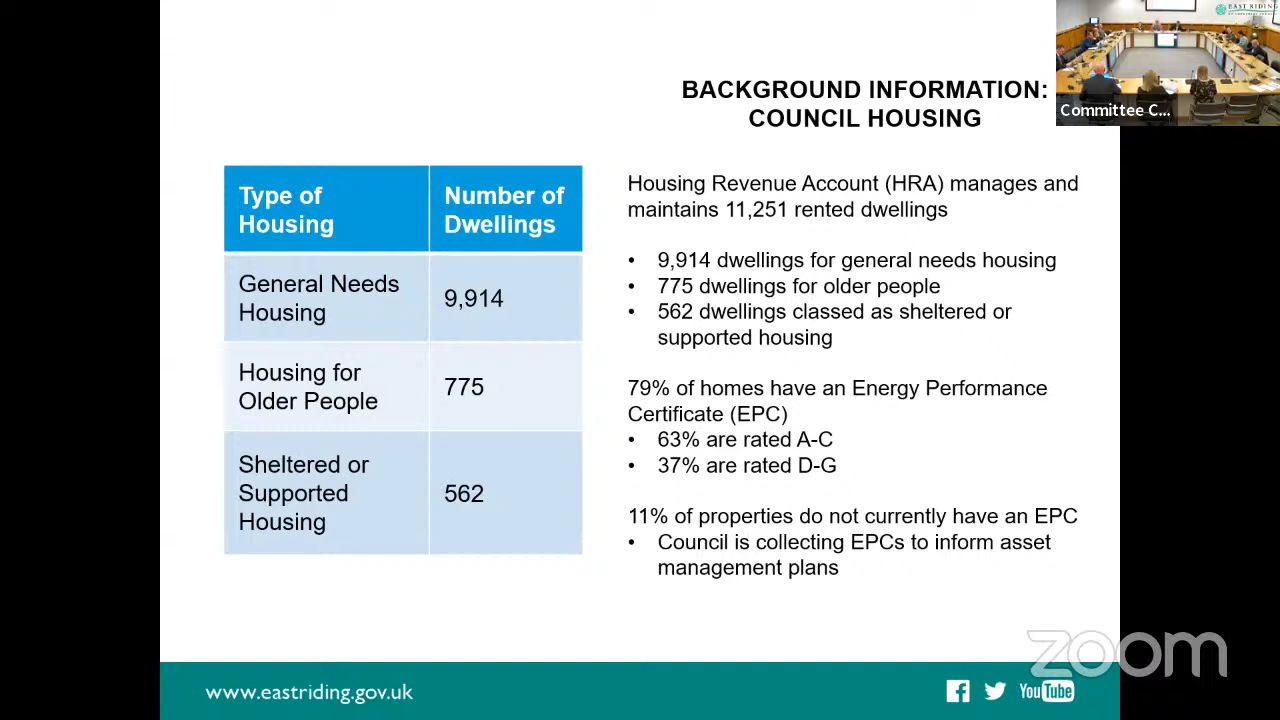 EAST RIDING
Committee C...
BACKGROUND INFORMATION:
COUNCIL HOUSING
Type of
Housing
Number of
Dwellings
General Needs
Housing
9,914
Housing for
Older People
775
Sheltered or
Supported
Housing
562
Housing Revenue Account (HRA) manages and
maintains 11,251 rented dwellings
• 9,914 dwellings for general needs housing
• 775 dwellings for older people
• 562 dwellings classed as sheltered or
supported housing
79% of homes have an Energy Performance
Certificate (EPC)
• 63% are rated A-C
• 37% are rated D-G
11% of properties do not currently have an EPC
• Council is collecting EPCs to inform asset
management plans
zoom
www.eastriding.gov.uk
YouTube